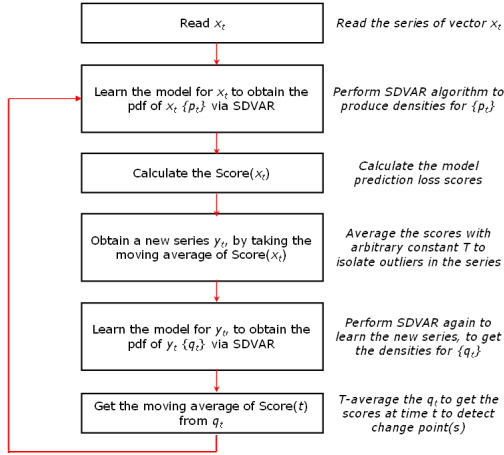 Read x_t
Read the series of vector x_t
Learn the model for x_t to obtain the
pdf of x_t {p_t} via SDVAR
Perform SDVAR algorithm to
produce densities for {p_t}
Calculate the Score(x_t)
Calculate the model
prediction loss scores
Obtain a new series y_t, by taking the
moving average of Score(x_t)
Average the scores with
arbitrary constant T to
isolate outliers in the series
Learn the model for y_t, to obtain the
pdf of y_t {q_t} via SDVAR
Perform SDVAR again to
learn the new series, to get
the densities for {q_t}
Get the moving average of Score(t)
from q_t
T-average the q_t to get the
scores at time t to detect
change point(s)